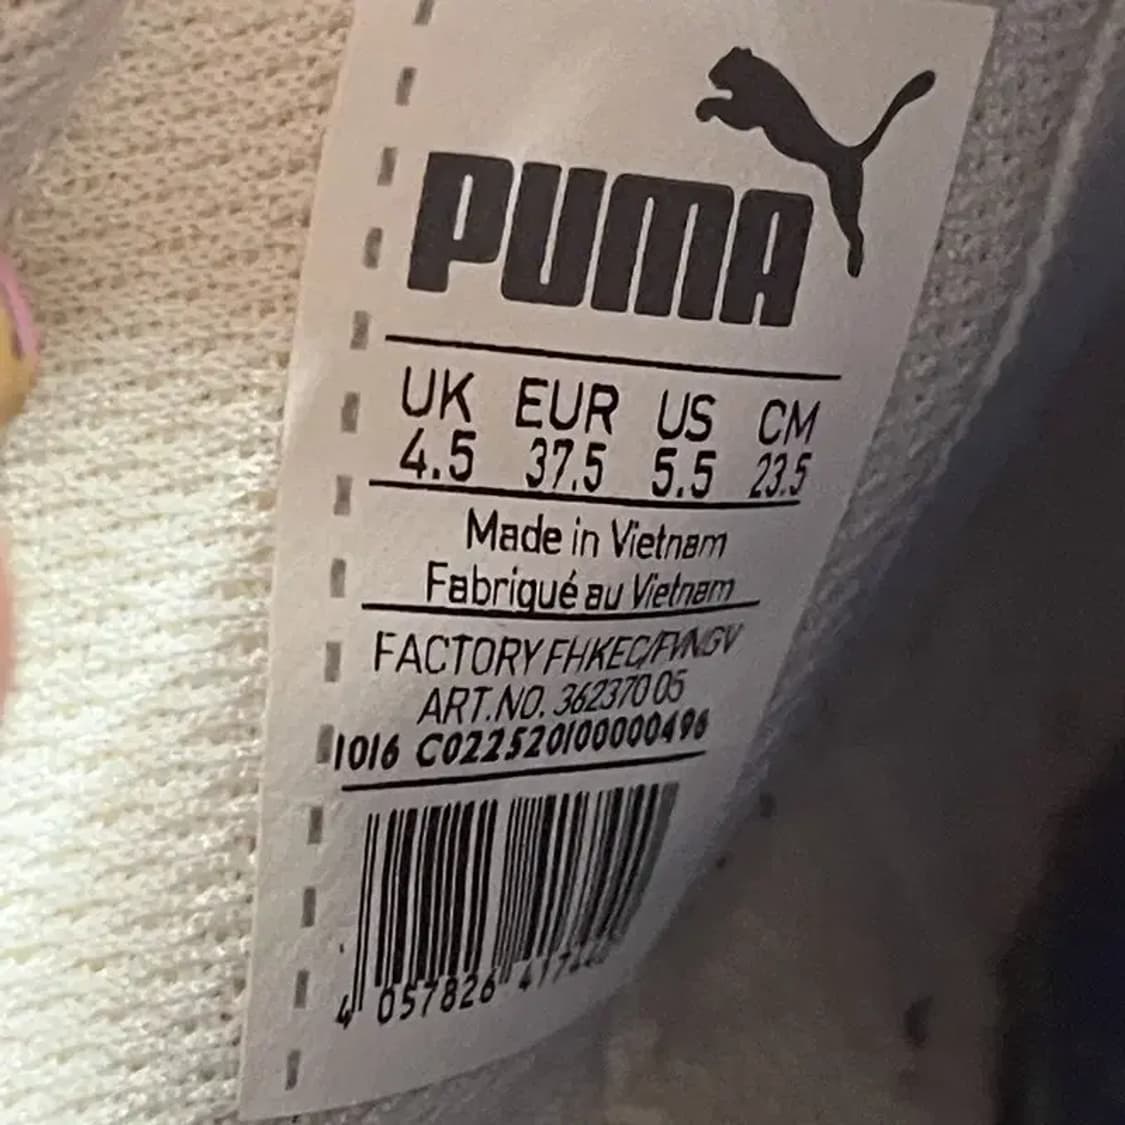 PUMA
UK EUR US CM
4.5 37.5 5.5 23.5
Made in Vietnam
Fabriqué au Vietnam
FACTORY FHKEC/FVNGV
ART.NO. 362370 05
1016 C022520100000496
4 057826